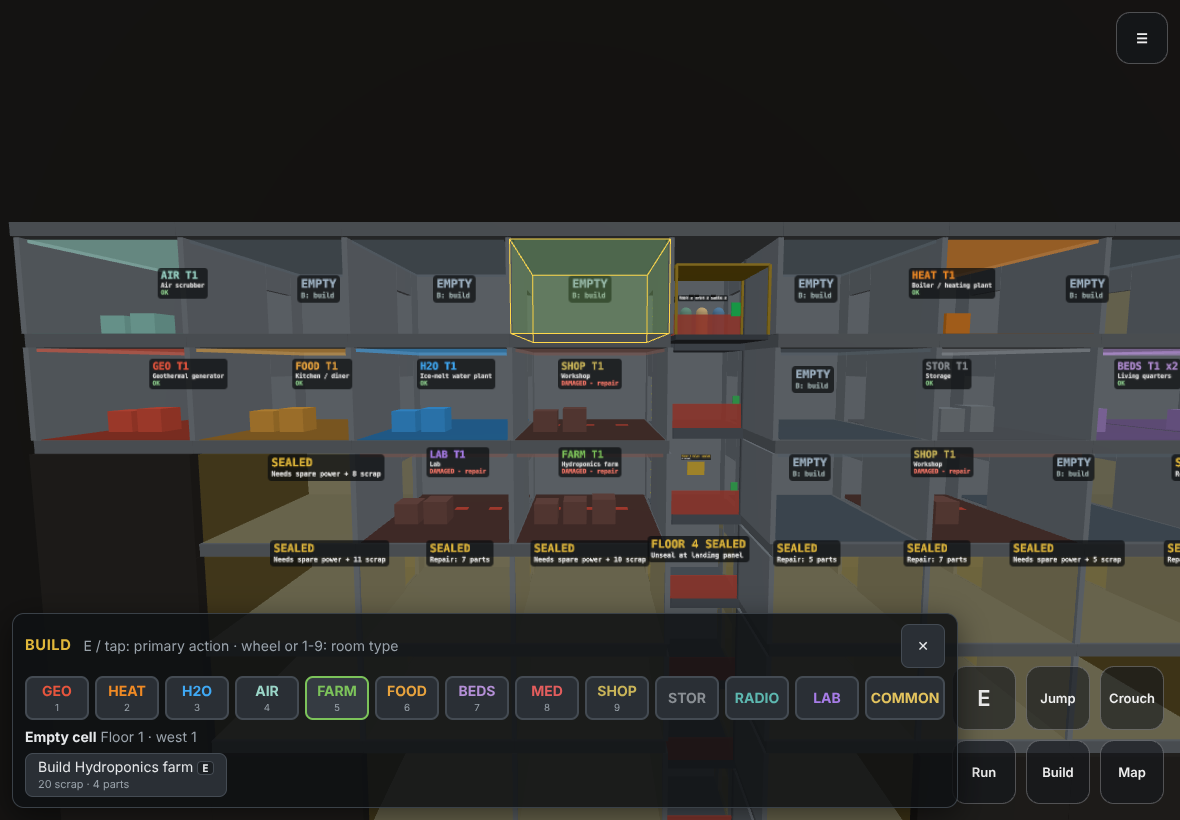 ☰
AIR T1
Air scrubber
OK
EMPTY
B: build
EMPTY
B: build
EMPTY
B: build
EMPTY
B: build
HEAT T1
Boiler / heating plant
OK
EMPTY
B: build
GEO T1
Geothermal generator
OK
FOOD T1
Kitchen / diner
OK
H2O T1
Ice-melt water plant
OK
SHOP T1
Workshop
DAMAGED - repair
EMPTY
B: build
STOR T1
Storage
OK
BEDS T1 x2
Living quarters
OK
SEALED
Needs spare power + 8 scrap
LAB T1
Lab
DAMAGED - repair
FARM T1
Hydroponics farm
DAMAGED - repair
EMPTY
B: build
SHOP T1
Workshop
DAMAGED - repair
EMPTY
B: build
SEALED
Needs spare power + 11 scrap
SEALED
Repair: 7 parts
SEALED
Needs spare power + 10 scrap
FLOOR 4 SEALED
Unseal at landing panel
SEALED
Repair: 5 parts
SEALED
Repair: 7 parts
SEALED
Needs spare power + 5 scrap
BUILD E / tap: primary action · wheel or 1-9: room type ×
GEO HEAT H2O AIR FARM FOOD BEDS MED SHOP STOR RADIO LAB COMMON
1 2 3 4 5 6 7 8 9
Empty cell Floor 1 · west 1
Build Hydroponics farm E
20 scrap · 4 parts
E Jump Crouch
Run Build Map